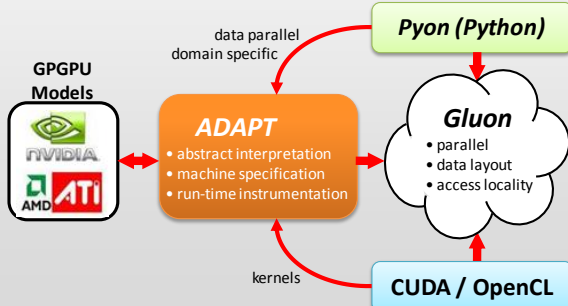 data parallel
domain specific
Pyon (Python)
GPGPU
Models
NVIDIA
AMD ATI
ADAPT
• abstract interpretation
• machine specification
• run-time instrumentation
Gluon
• parallel
• data layout
• access locality
kernels
CUDA / OpenCL